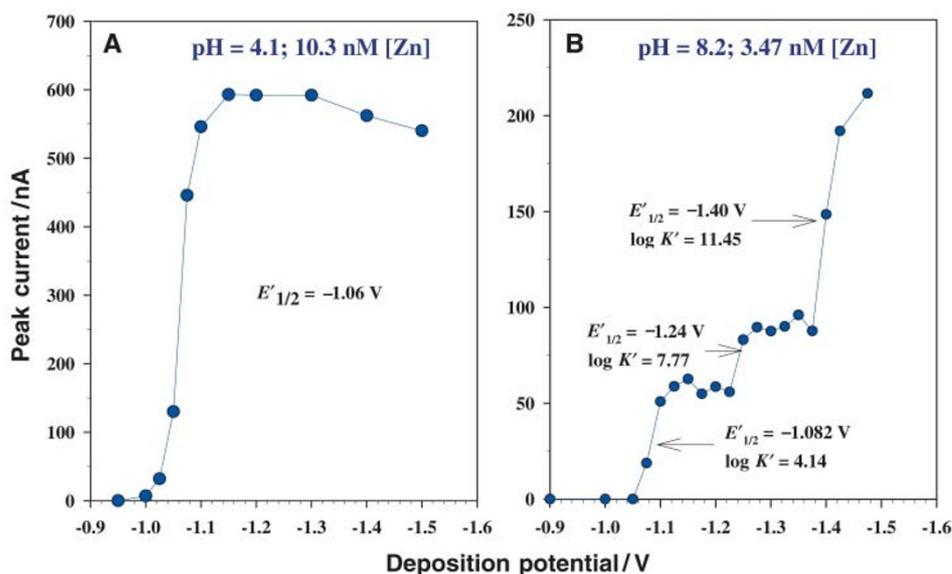 A
pH = 4.1; 10.3 nM [Zn]
700
600
500
400
300
200
100
0
E′1/2 = −1.06 V
-0.9 -1.0 -1.1 -1.2 -1.3 -1.4 -1.5 -1.6
Peak current/nA
B
pH = 8.2; 3.47 nM [Zn]
250
200
150
100
50
0
E′1/2 = −1.40 V
log K′ = 11.45
E′1/2 = −1.24 V
log K′ = 7.77
E′1/2 = −1.082 V
log K′ = 4.14
-0.9 -1.0 -1.1 -1.2 -1.3 -1.4 -1.5 -1.6
Deposition potential/V